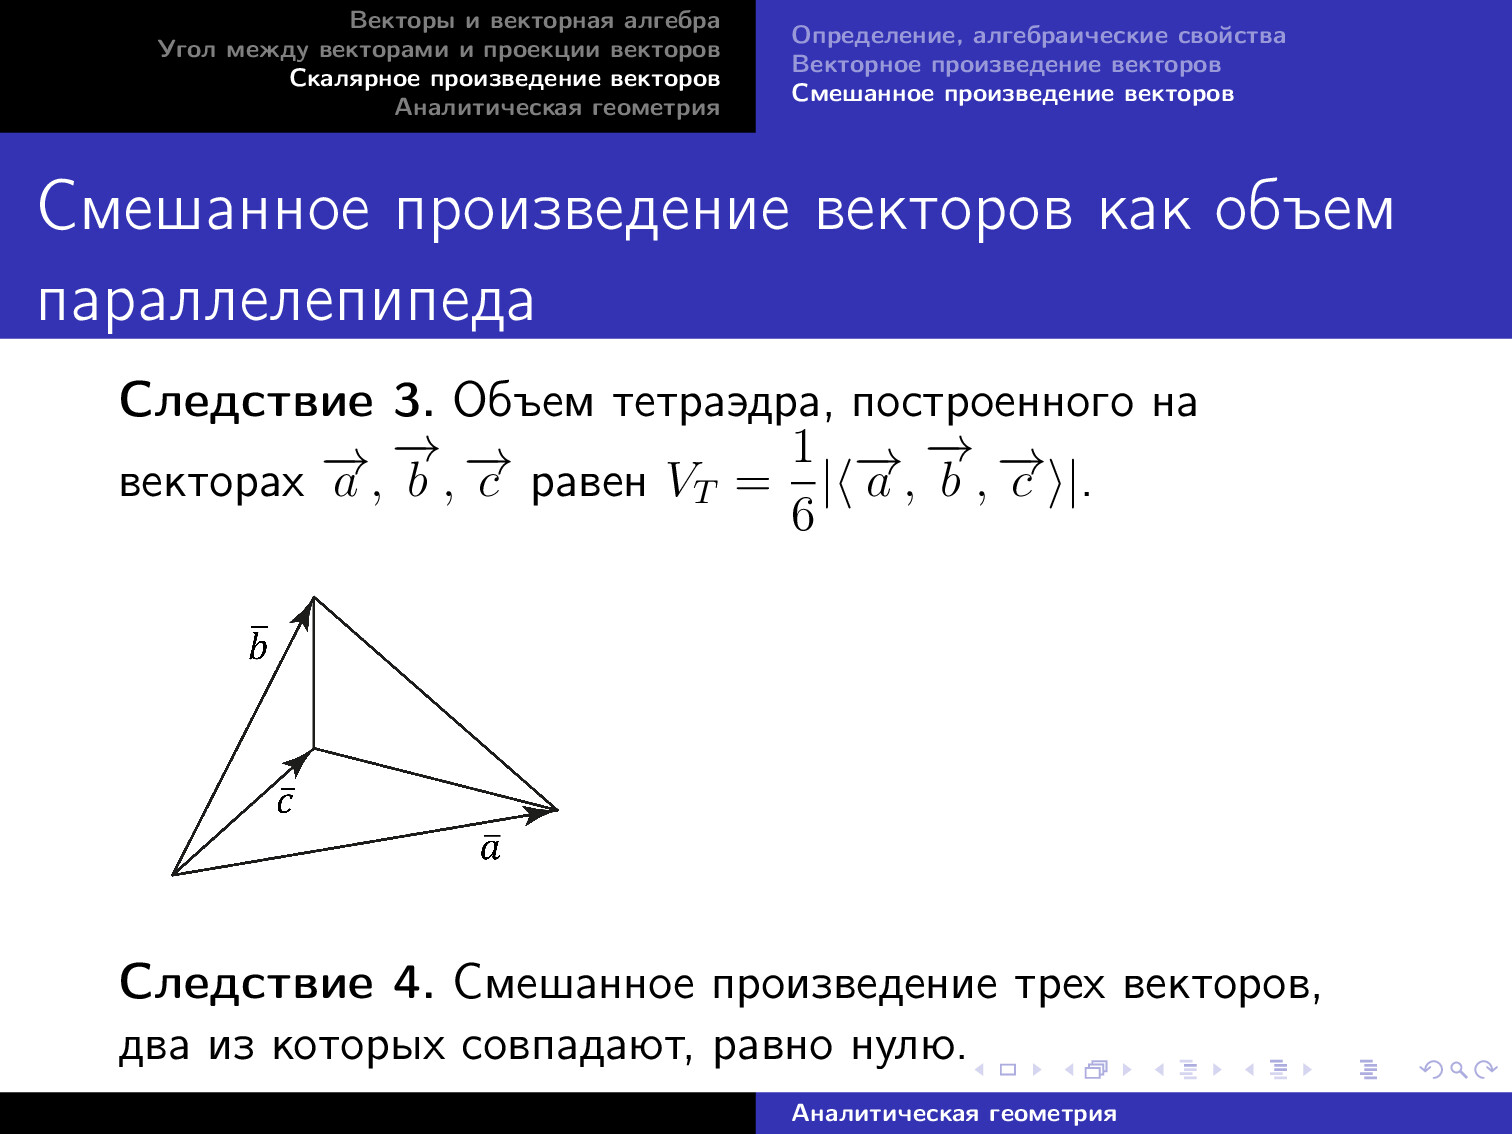 Векторы и векторная алгебра
Угол между векторами и проекции векторов
Скалярное произведение векторов
Аналитическая геометрия
Определение, алгебраические свойства
Векторное произведение векторов
Смешанное произведение векторов
Смешанное произведение векторов как объем
параллелепипеда
Следствие 3. Объем тетраэдра, построенного на
векторах $\overrightarrow{a}, \overrightarrow{b}, \overrightarrow{c}$ равен $V_T = \frac{1}{6}|\langle \overrightarrow{a}, \overrightarrow{b}, \overrightarrow{c} \rangle|$.
$\bar{b}$
$\bar{c}$
$\bar{a}$
Следствие 4. Смешанное произведение трех векторов,
два из которых совпадают, равно нулю.
Аналитическая геометрия